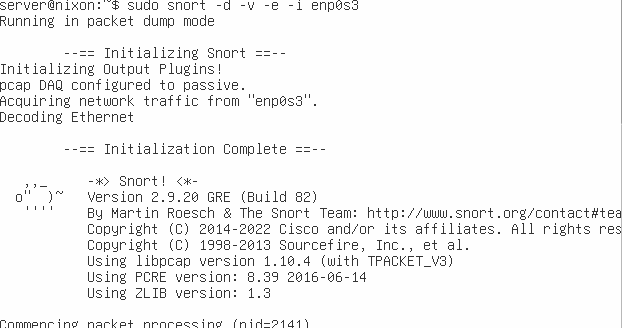 server@nixon:~$ sudo snort -d -v -e -i enp0s3
Running in packet dump mode
--== Initializing Snort ==--
Initializing Output Plugins!
pcap DAQ configured to passive.
Acquiring network traffic from "enp0s3".
Decoding Ethernet
--== Initialization Complete ==--
,,_ -*> Snort! <*-
o" )~ Version 2.9.20 GRE (Build 82)
'''' By Martin Roesch & The Snort Team: http://www.snort.org/contact#tea
Copyright (C) 2014-2022 Cisco and/or its affiliates. All rights res
Copyright (C) 1998-2013 Sourcefire, Inc., et al.
Using libpcap version 1.10.4 (with TPACKET_V3)
Using PCRE version: 8.39 2016-06-14
Using ZLIB version: 1.3
Commencing packet processing (pid=2141)